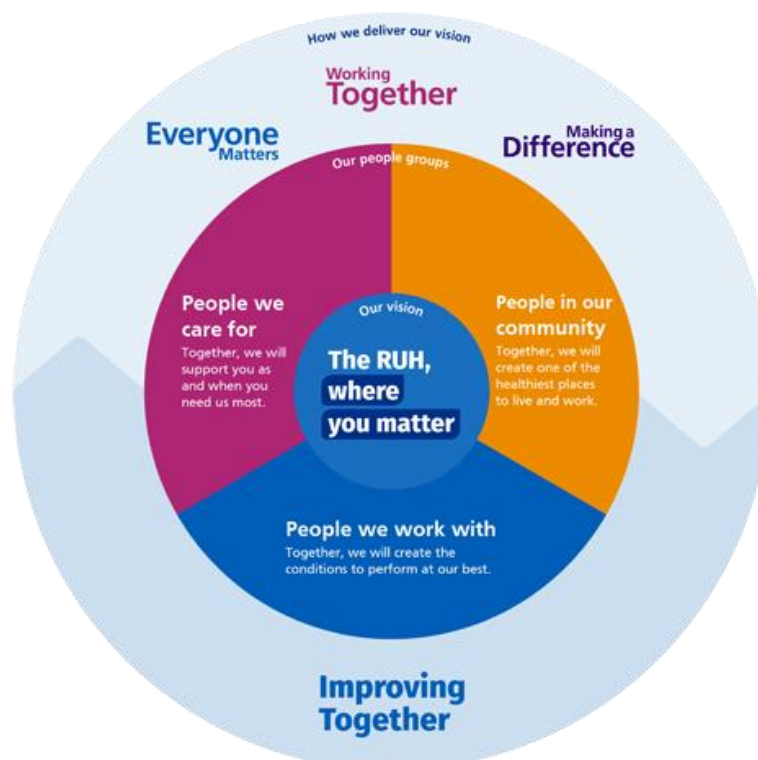 How we deliver our vision
Working
Together
Everyone
Matters
Making a
Difference
Our people groups
People we
care for
Together, we will
support you as
and when you
need us most.
People in our
community
Together, we will
create one of the
healthiest places
to live and work.
Our vision
The RUH,
where
you matter
People we work with
Together, we will create the
conditions to perform at our best.
Improving
Together